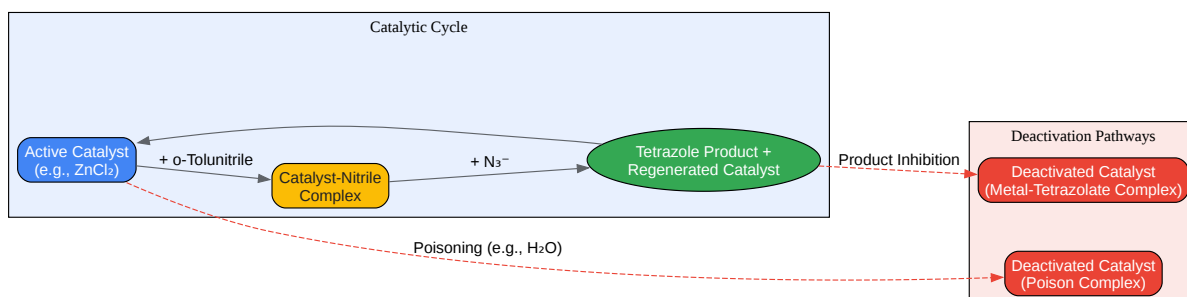 Catalytic Cycle
Active Catalyst
(e.g., ZnCl₂)
+ o-Tolunitrile
Catalyst-Nitrile
Complex
+ N₃⁻
Tetrazole Product +
Regenerated Catalyst
Product Inhibition
Poisoning (e.g., H₂O)
Deactivation Pathways
Deactivated Catalyst
(Metal-Tetrazolate Complex)
Deactivated Catalyst
(Poison Complex)